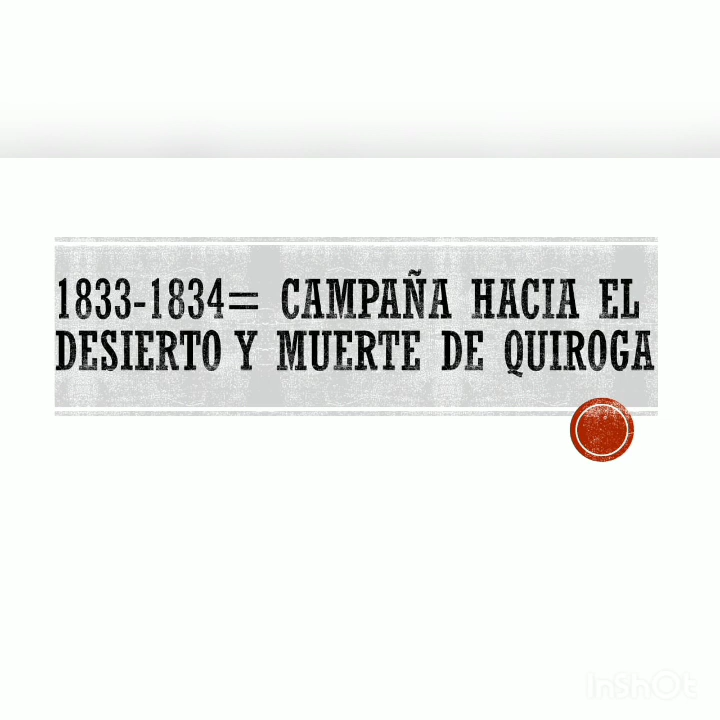 1833-1834= CAMPAÑA HACIA EL
DESIERTO Y MUERTE DE QUIROGA
InShOt